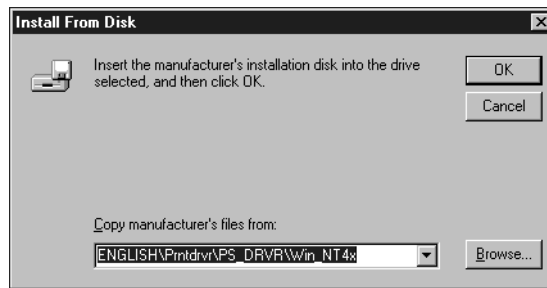 Install From Disk
Insert the manufacturer's installation disk into the drive
selected, and then click OK.
OK
Cancel
Copy manufacturer's files from:
ENGLISH\Prntdrvr\PS_DRVR\Win_NT4x
Browse...